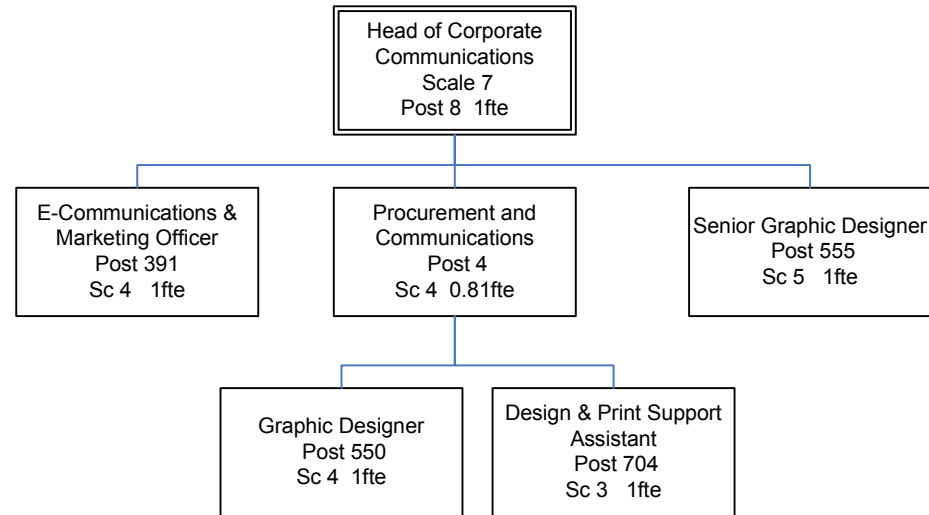 Head of Corporate
Communications
Scale 7
Post 8  1fte
E-Communications &
Marketing Officer
Post 391
Sc 4   1fte
Procurement and
Communications
Post 4
Sc 4  0.81fte
Senior Graphic Designer
Post 555
Sc 5   1fte
Graphic Designer
Post 550
Sc 4  1fte
Design & Print Support
Assistant
Post 704
Sc 3   1fte